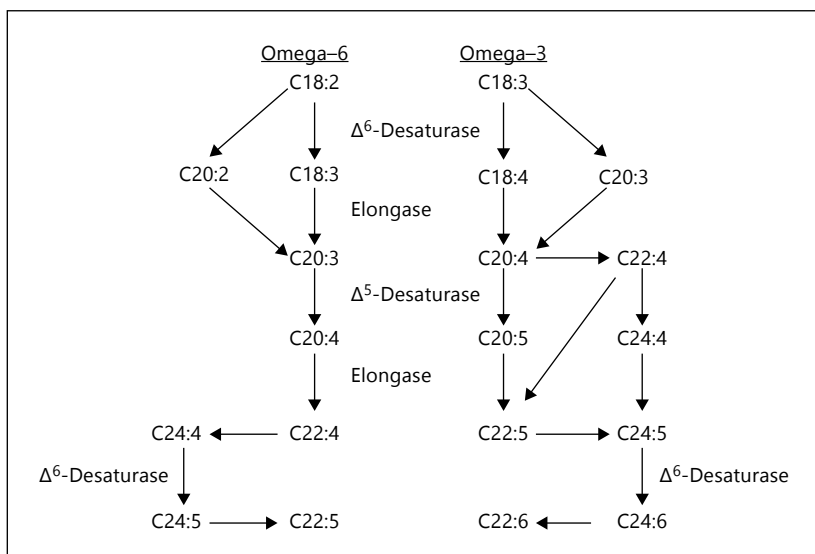 Omega–6 Omega–3
C18:2 C18:3
Δ⁶-Desaturase
C20:2 C18:3 C18:4 C20:3
Elongase
C20:3 C20:4 C22:4
Δ⁵-Desaturase
C20:4 C20:5 C24:4
Elongase
C24:4 C22:4 C22:5 C24:5
Δ⁶-Desaturase Δ⁶-Desaturase
C24:5 C22:5 C22:6 C24:6